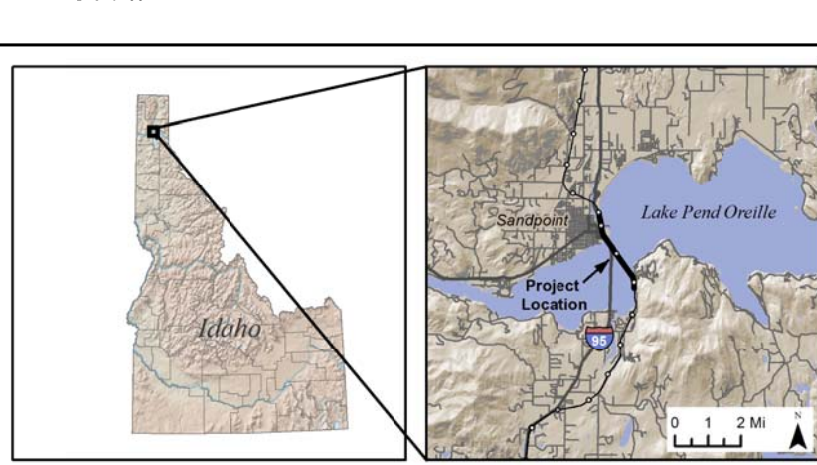 Idaho
Sandpoint
Lake Pend Oreille
Project
Location
95
0 1 2 Mi
N